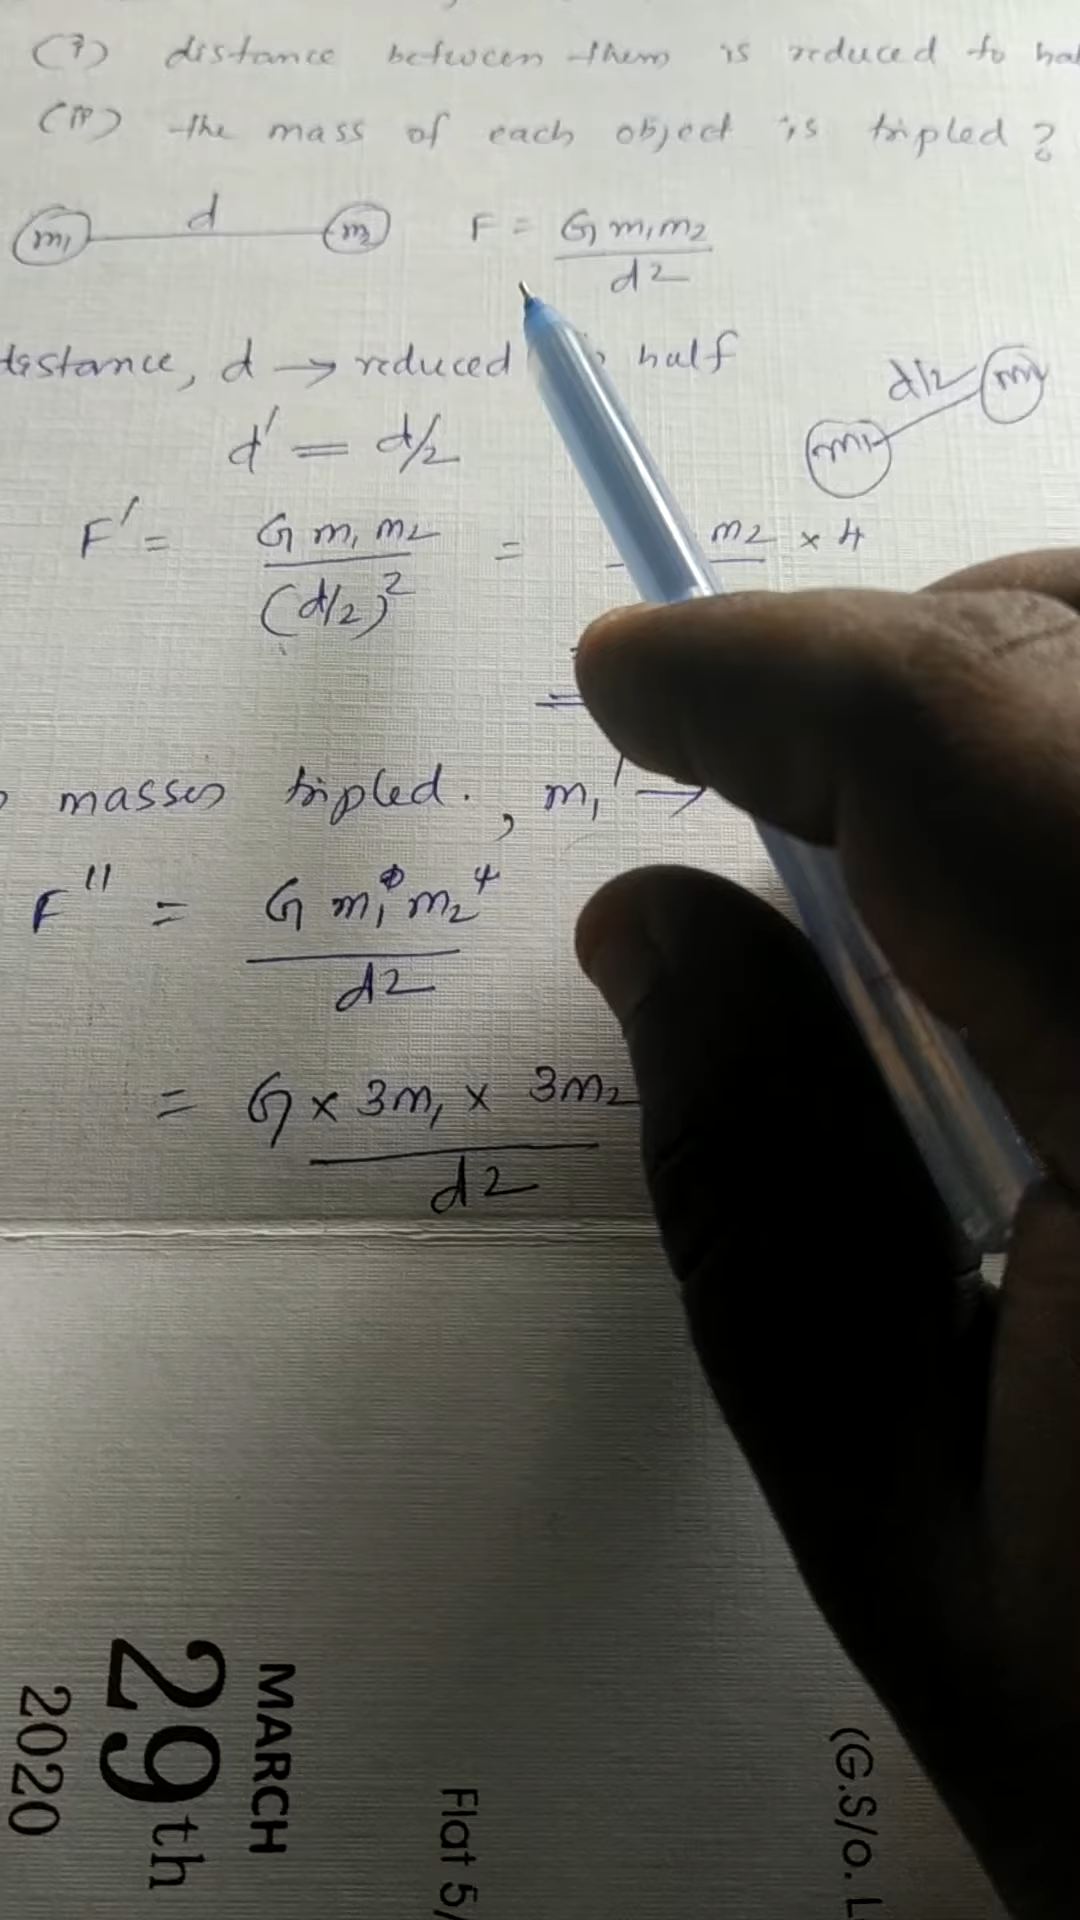 (i) distance between them is reduced to
(ii) the mass of each object is tripled ?
m1 d m2 F = G m1 m2 / d2
distance, d → reduced half
d' = d/2
d/2 m1
F' = G m1 m2 / (d/2)2 = m2 × 4
=
masses tripled. , m1' →
F'' = G m1 m2 / d2
= G × 3m1 × 3m2 / d2
MARCH
29th
2020
Flat 5/
(G.S/o. L